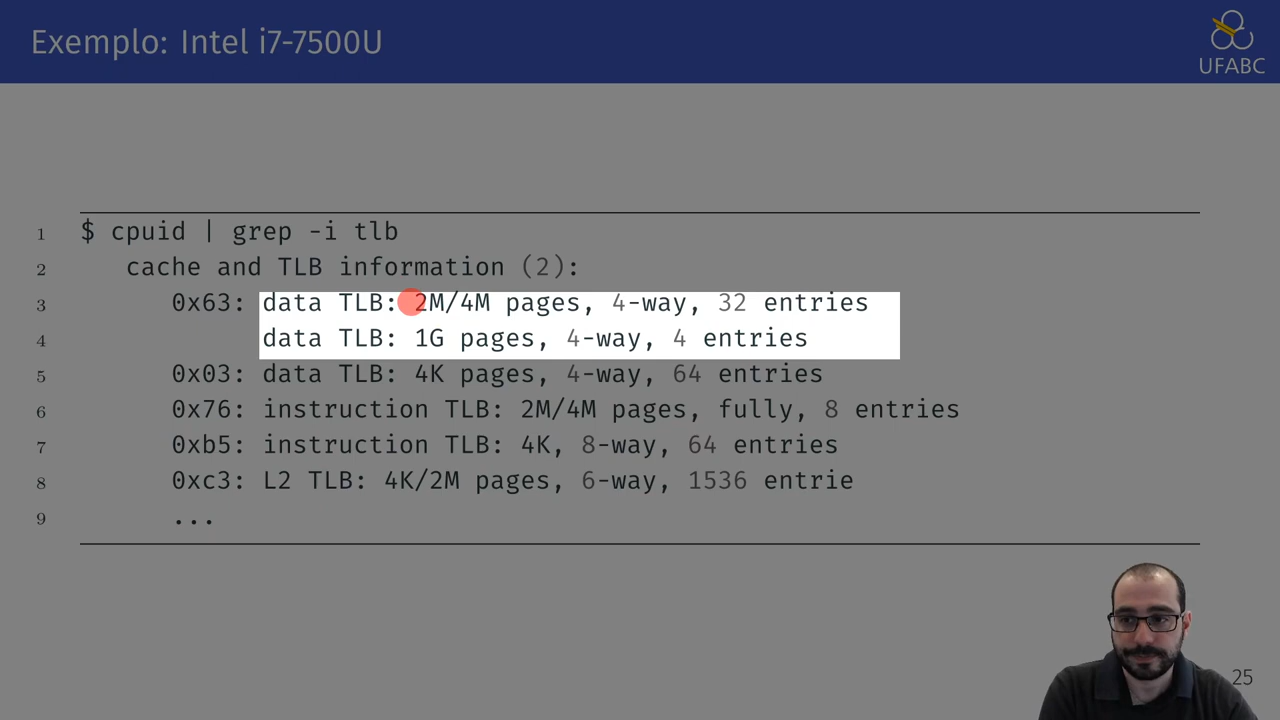 Exemplo: Intel i7-7500U
UFABC
1 $ cpuid | grep -i tlb
2 cache and TLB information (2):
3 0x63: data TLB: 2M/4M pages, 4-way, 32 entries
4 data TLB: 1G pages, 4-way, 4 entries
5 0x03: data TLB: 4K pages, 4-way, 64 entries
6 0x76: instruction TLB: 2M/4M pages, fully, 8 entries
7 0xb5: instruction TLB: 4K, 8-way, 64 entries
8 0xc3: L2 TLB: 4K/2M pages, 6-way, 1536 entrie
9 ...
25